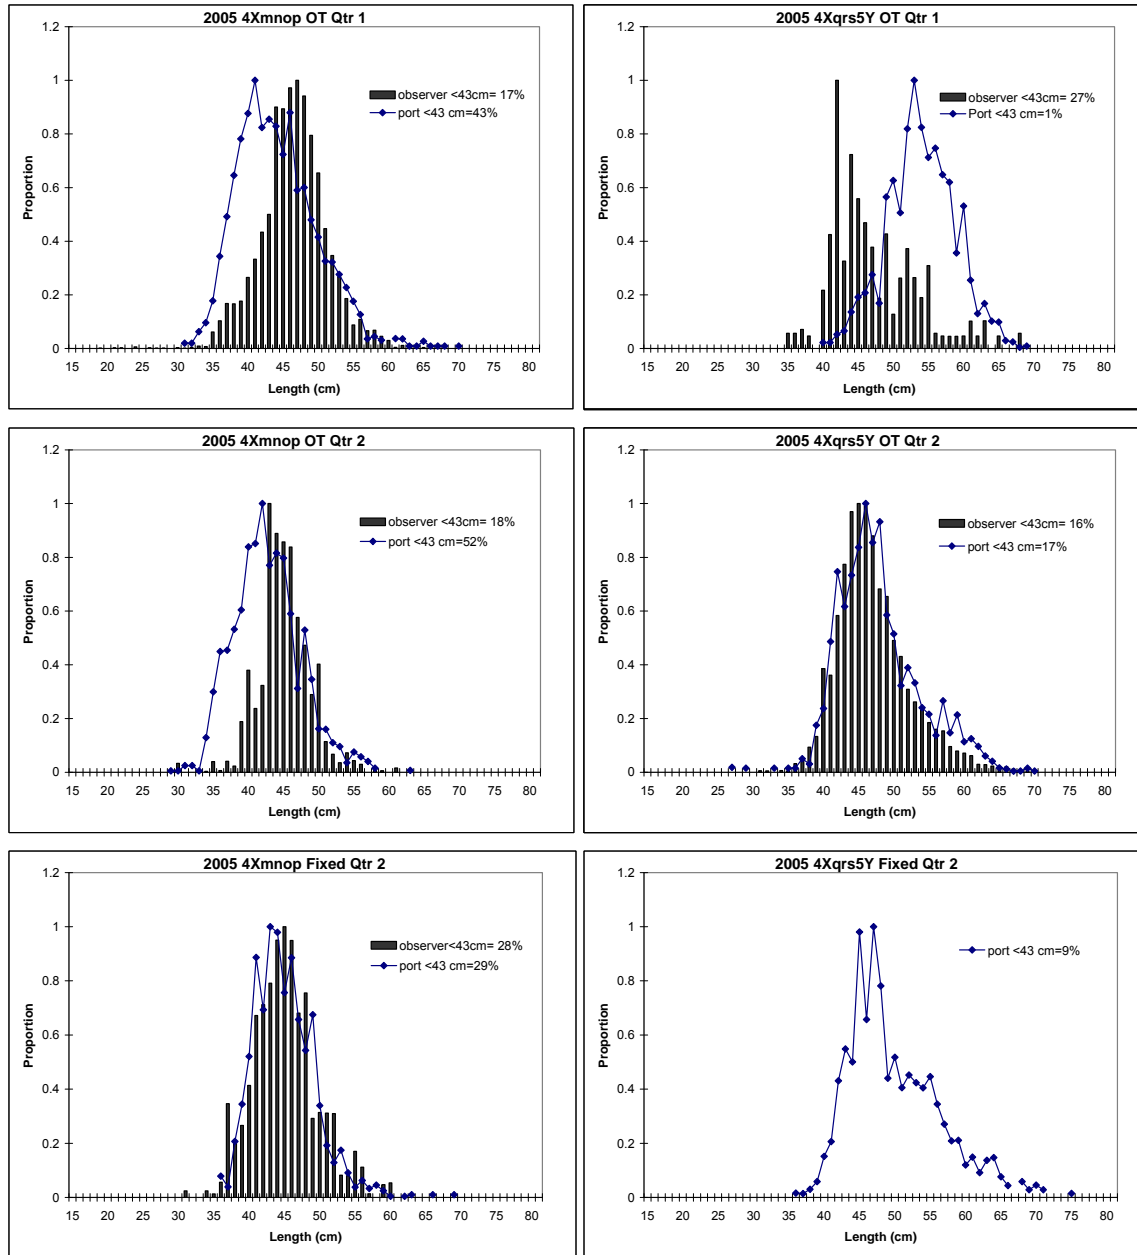 2005 4Xmnop OT Qtr 1
1.2
1
0.8
0.6
0.4
0.2
0
Proportion
observer <43cm= 17%
port <43 cm=43%
15 20 25 30 35 40 45 50 55 60 65 70 75 80
Length (cm)
2005 4Xqrs5Y OT Qtr 1
1.2
1
0.8
0.6
0.4
0.2
0
Proportion
observer <43cm= 27%
Port <43 cm=1%
15 20 25 30 35 40 45 50 55 60 65 70 75 80
Length (cm)
2005 4Xmnop OT Qtr 2
1.2
1
0.8
0.6
0.4
0.2
0
Proportion
observer <43cm= 18%
port <43 cm=52%
15 20 25 30 35 40 45 50 55 60 65 70 75 80
Length (cm)
2005 4Xqrs5Y OT Qtr 2
1.2
1
0.8
0.6
0.4
0.2
0
Proportion
observer <43cm= 16%
port <43 cm=17%
15 20 25 30 35 40 45 50 55 60 65 70 75 80
Length (cm)
2005 4Xmnop Fixed Qtr 2
1.2
1
0.8
0.6
0.4
0.2
0
Proportion
observer<43cm= 28%
port <43 cm=29%
15 20 25 30 35 40 45 50 55 60 65 70 75 80
Length (cm)
2005 4Xqrs5Y Fixed Qtr 2
1.2
1
0.8
0.6
0.4
0.2
0
Proportion
port <43 cm=9%
15 20 25 30 35 40 45 50 55 60 65 70 75 80
Length (cm)